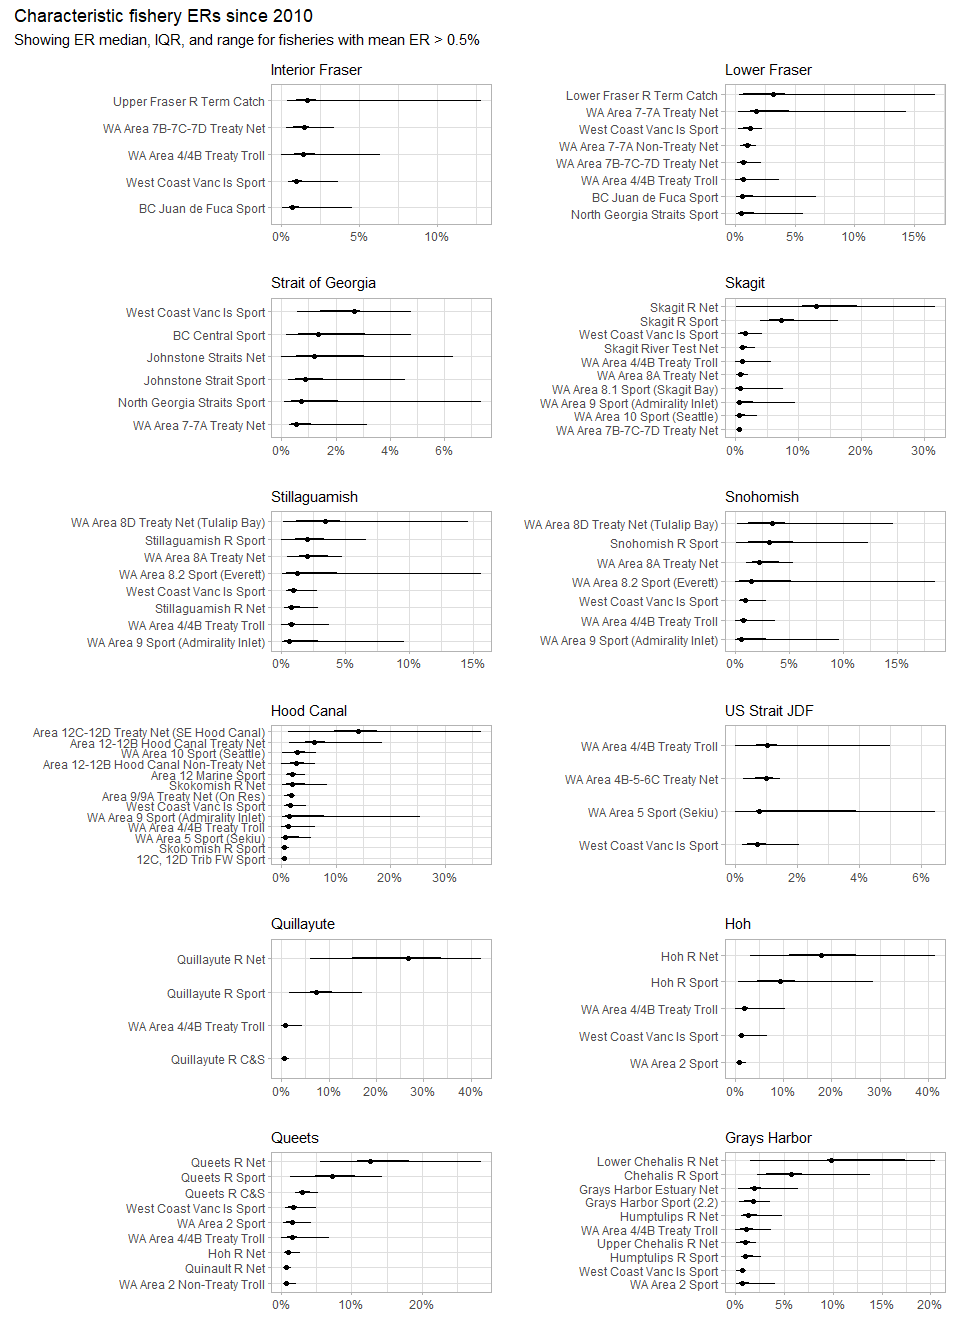 Characteristic fishery ERs since 2010
Showing ER median, IQR, and range for fisheries with mean ER > 0.5%
Interior Fraser
Upper Fraser R Term Catch
WA Area 7B-7C-7D Treaty Net
WA Area 4/4B Treaty Troll
West Coast Vanc Is Sport
BC Juan de Fuca Sport
0% 5% 10%
Lower Fraser
Lower Fraser R Term Catch
WA Area 7-7A Treaty Net
West Coast Vanc Is Sport
WA Area 7-7A Non-Treaty Net
WA Area 7B-7C-7D Treaty Net
WA Area 4/4B Treaty Troll
BC Juan de Fuca Sport
North Georgia Straits Sport
0% 5% 10% 15%
Strait of Georgia
West Coast Vanc Is Sport
BC Central Sport
Johnstone Straits Net
Johnstone Strait Sport
North Georgia Straits Sport
WA Area 7-7A Treaty Net
0% 2% 4% 6%
Skagit
Skagit R Net
Skagit R Sport
West Coast Vanc Is Sport
Skagit River Test Net
WA Area 4/4B Treaty Troll
WA Area 8A Treaty Net
WA Area 8.1 Sport (Skagit Bay)
WA Area 9 Sport (Admirality Inlet)
WA Area 10 Sport (Seattle)
WA Area 7B-7C-7D Treaty Net
0% 10% 20% 30%
Stillaguamish
WA Area 8D Treaty Net (Tulalip Bay)
Stillaguamish R Sport
WA Area 8A Treaty Net
WA Area 8.2 Sport (Everett)
West Coast Vanc Is Sport
Stillaguamish R Net
WA Area 4/4B Treaty Troll
WA Area 9 Sport (Admirality Inlet)
0% 5% 10% 15%
Snohomish
WA Area 8D Treaty Net (Tulalip Bay)
Snohomish R Sport
WA Area 8A Treaty Net
WA Area 8.2 Sport (Everett)
West Coast Vanc Is Sport
WA Area 4/4B Treaty Troll
WA Area 9 Sport (Admirality Inlet)
0% 5% 10% 15%
Hood Canal
Area 12C-12D Treaty Net (SE Hood Canal)
Area 12-12B Hood Canal Treaty Net
WA Area 10 Sport (Seattle)
Area 12-12B Hood Canal Non-Treaty Net
Area 12 Marine Sport
Skokomish R Net
Area 9/9A Treaty Net (On Res)
West Coast Vanc Is Sport
WA Area 9 Sport (Admirality Inlet)
WA Area 4/4B Treaty Troll
WA Area 5 Sport (Sekiu)
Skokomish R Sport
12C, 12D Trib FW Sport
0% 10% 20% 30%
US Strait JDF
WA Area 4/4B Treaty Troll
WA Area 4B-5-6C Treaty Net
WA Area 5 Sport (Sekiu)
West Coast Vanc Is Sport
0% 2% 4% 6%
Quillayute
Quillayute R Net
Quillayute R Sport
WA Area 4/4B Treaty Troll
Quillayute R C&S
0% 10% 20% 30% 40%
Hoh
Hoh R Net
Hoh R Sport
WA Area 4/4B Treaty Troll
West Coast Vanc Is Sport
WA Area 2 Sport
0% 10% 20% 30% 40%
Queets
Queets R Net
Queets R Sport
Queets R C&S
West Coast Vanc Is Sport
WA Area 2 Sport
WA Area 4/4B Treaty Troll
Hoh R Net
Quinault R Net
WA Area 2 Non-Treaty Troll
0% 10% 20%
Grays Harbor
Lower Chehalis R Net
Chehalis R Sport
Grays Harbor Estuary Net
Grays Harbor Sport (2.2)
Humptulips R Net
WA Area 4/4B Treaty Troll
Upper Chehalis R Net
Humptulips R Sport
West Coast Vanc Is Sport
WA Area 2 Sport
0% 5% 10% 15% 20%